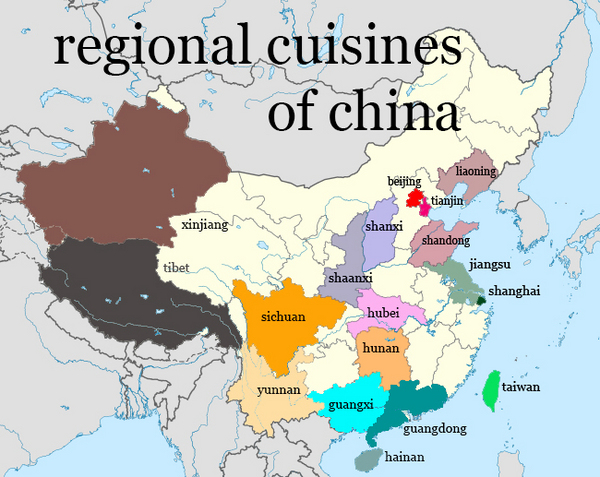 regional cuisines
of china
liaoning
beijing
tianjin
xinjiang
shanxi
shandong
tibet
jiangsu
shaanxi
shanghai
sichuan
hubei
hunan
yunnan
taiwan
guangxi
guangdong
hainan